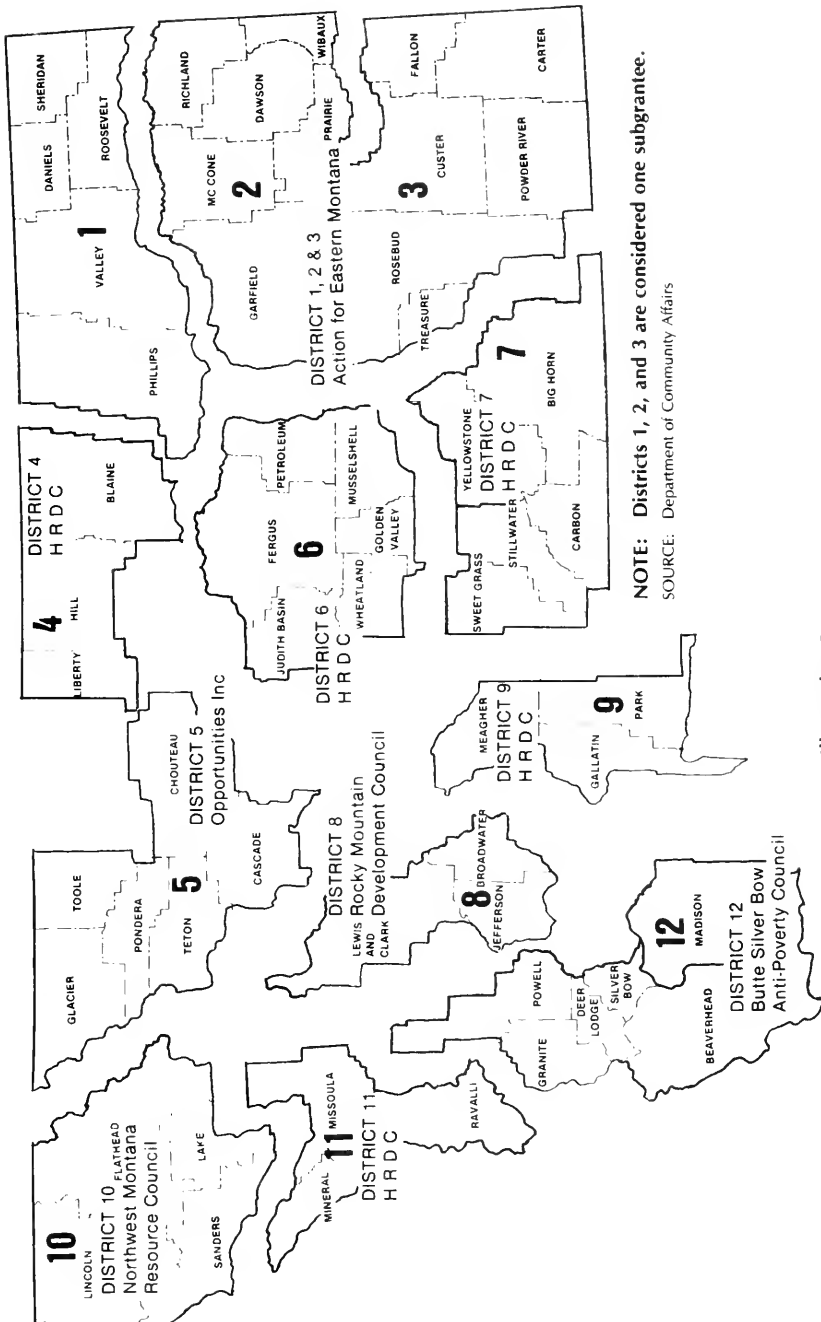 10
LINCOLN
FLATHEAD
DISTRICT 10
Northwest Montana
Resource Council
LAKE
SANDERS
MINERAL
11
MISSOULA
DISTRICT 11
H R D C
RAVALLI
GLACIER
TOOLE
PONDERA
5
TETON
CHOUTEAU
DISTRICT 5
Opportunities Inc
CASCADE
DISTRICT 8
LEWIS
AND
CLARK
Rocky Mountain
Development Council
8
BROADWATER
JEFFERSON
POWELL
GRANITE
DEER
LODGE
SILVER
BOW
12
MADISON
BEAVERHEAD
DISTRICT 12
Butte Silver Bow
Anti-Poverty Council
4
LIBERTY
HILL
DISTRICT 4
H R D C
BLAINE
JUDITH BASIN
FERGUS
PETROLEUM
6
DISTRICT 6
H R D C
WHEATLAND
GOLDEN
VALLEY
MUSSELSHELL
MEAGHER
DISTRICT 9
H R D C
GALLATIN
9
PARK
SWEET GRASS
STILLWATER
YELLOWSTONE
DISTRICT 7
H R D C
7
BIG HORN
CARBON
PHILLIPS
VALLEY
1
DANIELS
SHERIDAN
ROOSEVELT
GARFIELD
MC CONE
2
RICHLAND
DAWSON
WIBAUX
PRAIRIE
DISTRICT 1, 2 & 3
Action for Eastern Montana
TREASURE
ROSEBUD
3
CUSTER
FALLON
POWDER RIVER
CARTER
NOTE: Districts 1, 2, and 3 are considered one subgrantee.
SOURCE: Department of Community Affairs